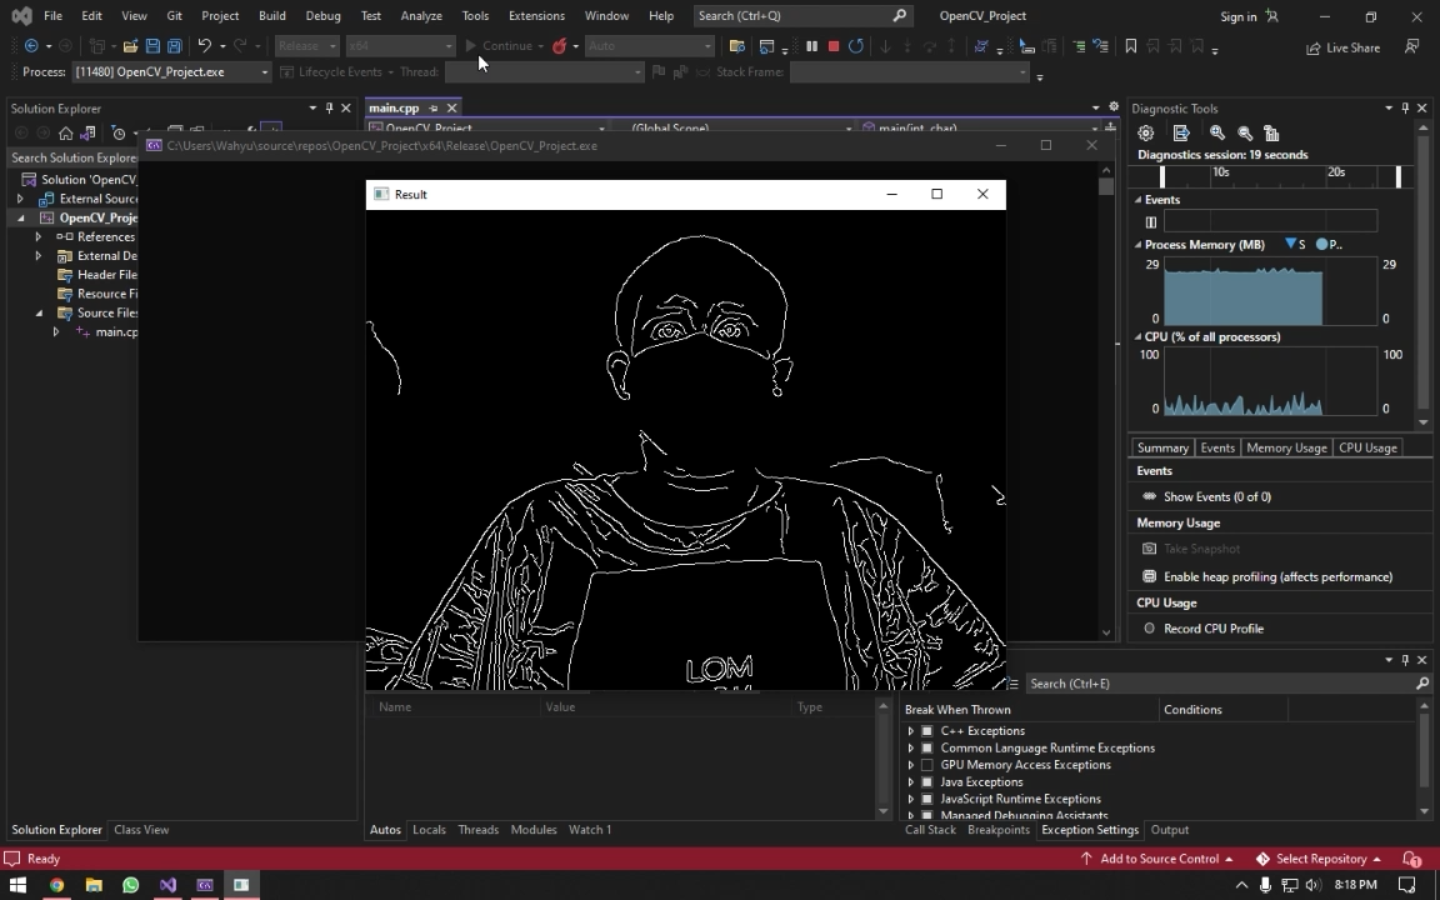 File Edit View Git Project Build Debug Test Analyze Tools Extensions Window Help Search (Ctrl+Q) OpenCV_Project Sign in
Release x64 Continue Auto Live Share
Process: [11480] OpenCV_Project.exe Lifecycle Events Thread: Stack Frame:
Solution Explorer
main.cpp
Diagnostic Tools
OpenCV_Project (Global Scope) main(int, char)
C:\Users\Wahyu\source\repos\OpenCV_Project\x64\Release\OpenCV_Project.exe
Search Solution Explore
Solution 'OpenCV_
External Source
OpenCV_Proje
References
External De
Header File
Resource Fi
Source Files
main.cp
Result
LOM
Diagnostics session: 19 seconds
10s 20s
Events
Process Memory (MB) S P..
29 29
0 0
CPU (% of all processors)
100 100
0 0
Summary Events Memory Usage CPU Usage
Events
Show Events (0 of 0)
Memory Usage
Take Snapshot
Enable heap profiling (affects performance)
CPU Usage
Record CPU Profile
Search (Ctrl+E)
Name Value Type
Break When Thrown Conditions
C++ Exceptions
Common Language Runtime Exceptions
GPU Memory Access Exceptions
Java Exceptions
JavaScript Runtime Exceptions
Managed Debugging Assistants
Solution Explorer Class View
Autos Locals Threads Modules Watch 1
Call Stack Breakpoints Exception Settings Output
Ready Add to Source Control Select Repository 1
8:18 PM